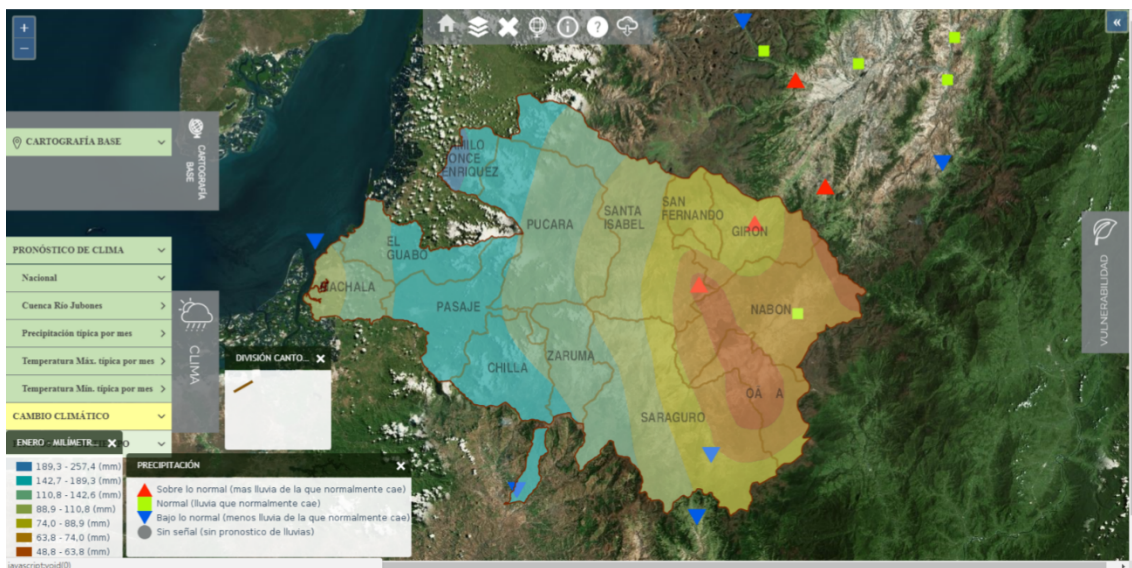 +
−
?
«
CARTOGRAFÍA BASE
CARTOGRAFÍA
BASE
PRONÓSTICO DE CLIMA
Nacional
Cuenca Río Jubones
Precipitación típica por mes
Temperatura Máx. típica por mes
Temperatura Mín. típica por mes
CAMBIO CLIMÁTICO
CLIMA
VULNERABILIDAD
ONCE
ENRIQUEZ
PUCARA
SANTA
ISABEL
SAN
FERNANDO
GIRON
EL
GUABO
MACHALA
PASAJE
NABON
CHILLA
ZARUMA
SARAGURO
DIVISIÓN CANTO... ×
ENERO - MILÍMETR... ×
189,3 - 257,4 (mm)
142,7 - 189,3 (mm)
110,8 - 142,6 (mm)
88,9 - 110,8 (mm)
74,0 - 88,9 (mm)
63,8 - 74,0 (mm)
48,8 - 63,8 (mm)
PRECIPITACIÓN ×
Sobre lo normal (mas lluvia de la que normalmente cae)
Normal (lluvia que normalmente cae)
Bajo lo normal (menos lluvia de la que normalmente cae)
Sin señal (sin pronostico de lluvias)
javascript:void(0)